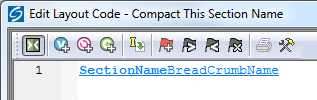 Edit Layout Code - Compact This Section Name
1 SectionNameBreadCrumbName